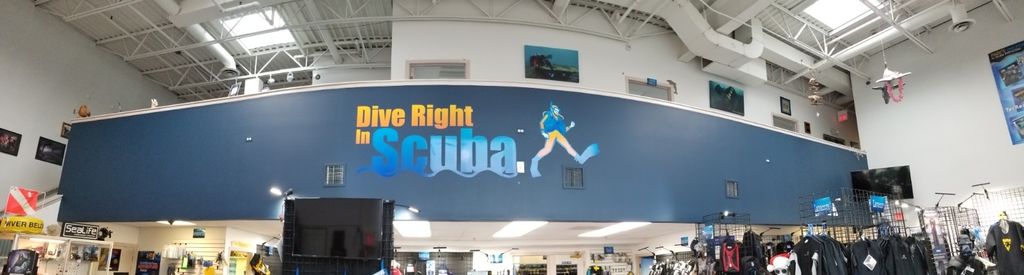 Dive Right
In Scuba
SeaLife